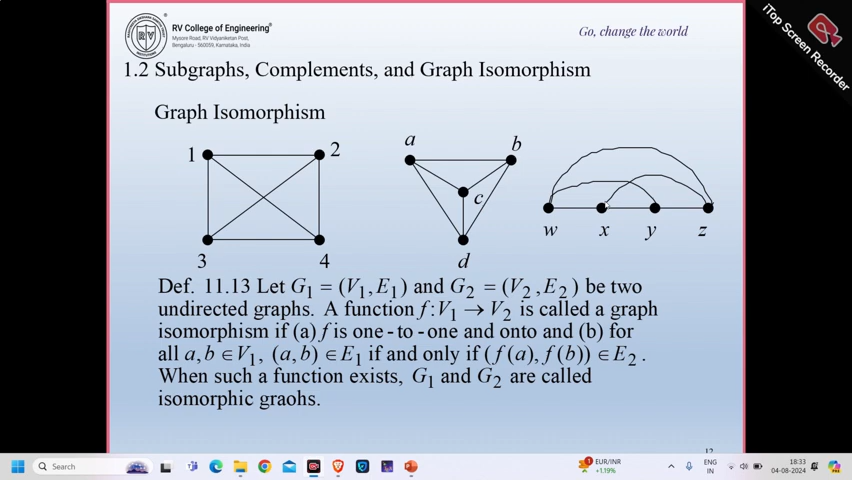 RV College of Engineering®
Mysore Road, RV Vidyaniketan Post,
Bengaluru - 560059, Karnataka, India
Go, change the world
iTop Screen Recorder
1.2 Subgraphs, Complements, and Graph Isomorphism
Graph Isomorphism
1 2 a b
c
w x y z
3 4 d
Def. 11.13 Let G₁ = (V₁, E₁) and G₂ = (V₂, E₂) be two
undirected graphs. A function f: V₁ → V₂ is called a graph
isomorphism if (a) f is one-to-one and onto and (b) for
all a, b ∈ V₁, (a, b) ∈ E₁ if and only if (f(a), f(b)) ∈ E₂.
When such a function exists, G₁ and G₂ are called
isomorphic graohs.
Search
EUR/INR
+1.19%
ENG
IN
18:33
04-08-2024